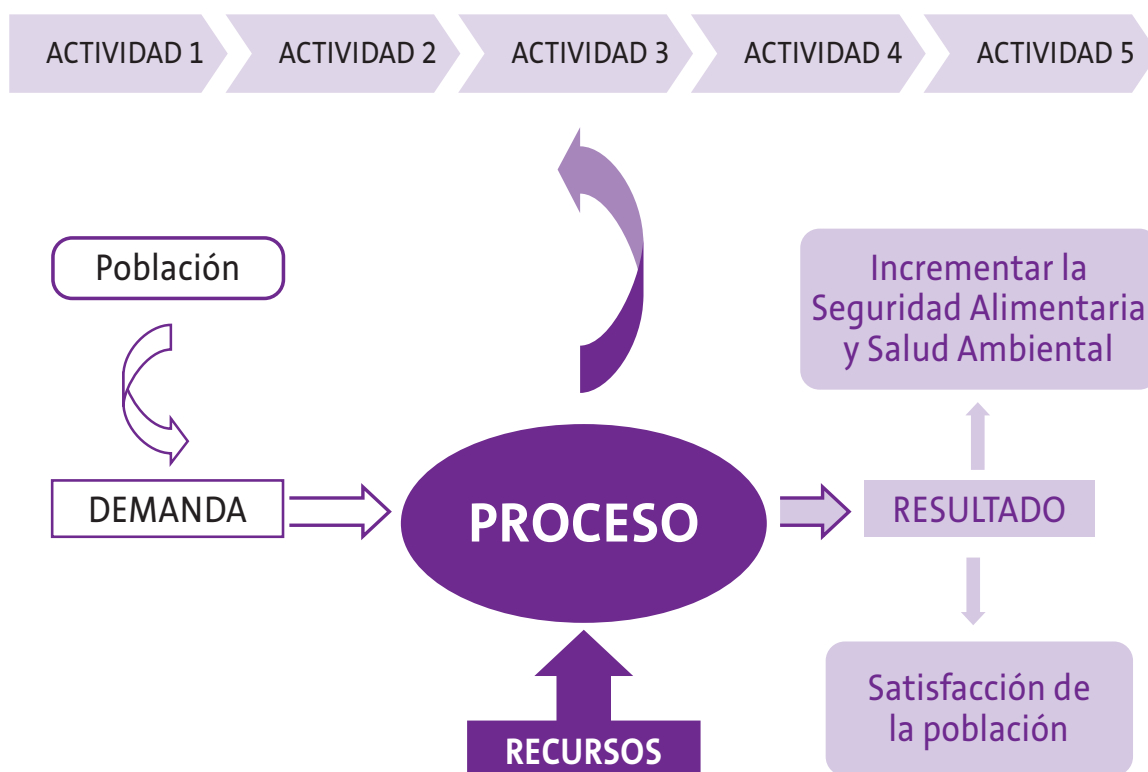 ACTIVIDAD 1
ACTIVIDAD 2
ACTIVIDAD 3
ACTIVIDAD 4
ACTIVIDAD 5
Población
DEMANDA
PROCESO
RECURSOS
RESULTADO
Incrementar la
Seguridad Alimentaria
y Salud Ambiental
Satisfacción de
la población